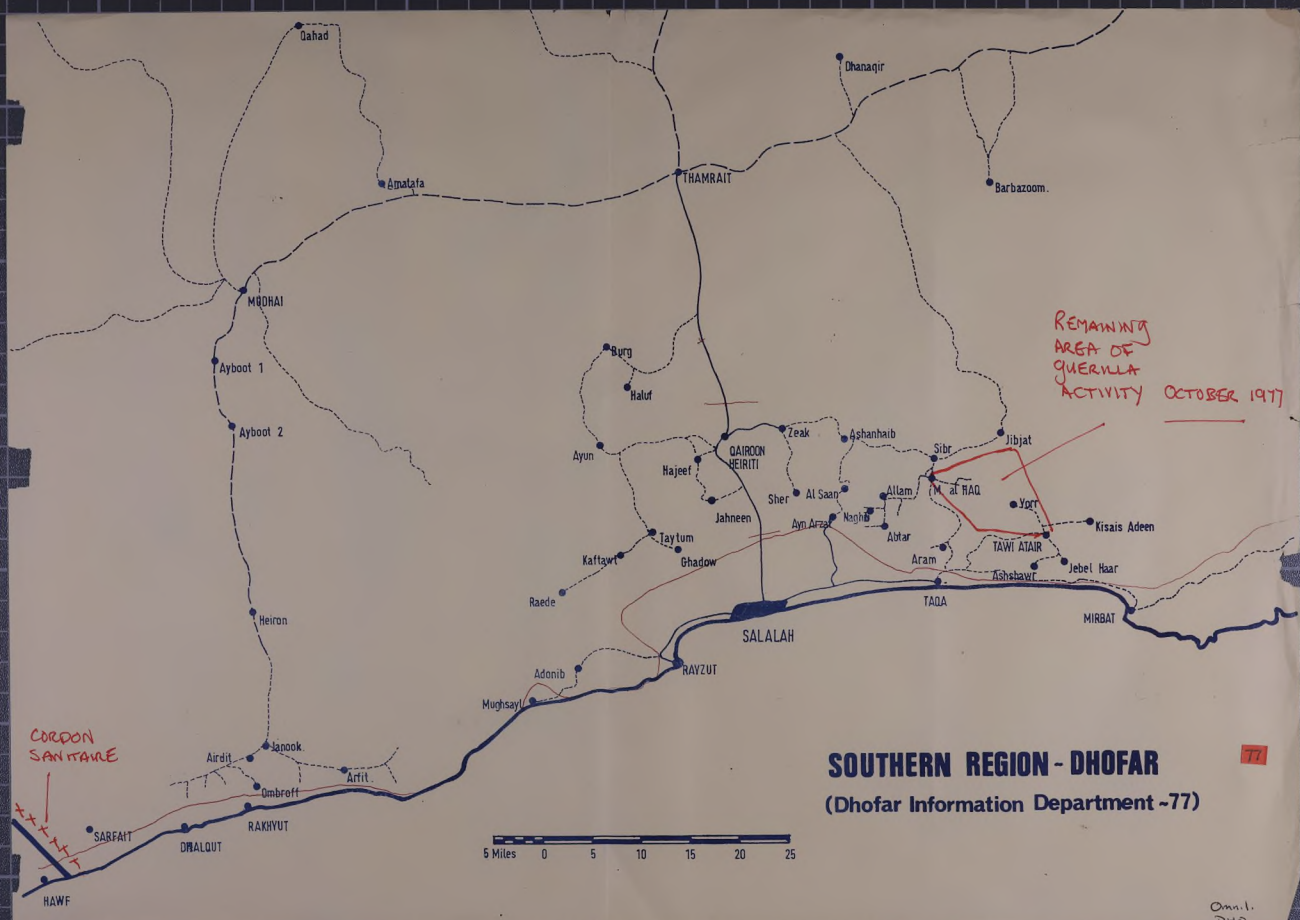 Qahad
Dhanaqir
Amatafa
THAMRAIT
Barbazoom.
MUDHAI
REMAINING
AREA OF
GUERILLA
ACTIVITY OCTOBER 1977
Burg
Ayboot 1
Haluf
Ayboot 2
Zeak
Ashanhaib
Jibjat
Sibr
Ayun
QAIROON
HEIRITI
Hajeef
Allam
M al HAQ
Sher
Al Saan
Yorr
Jahneen
Naghi
Ayn Arzat
Kisais Adeen
Taytum
Abtar
TAWI ATAIR
Kaftawt
Ghadow
Aram
Jebel Haar
Ashshawr
Raede
TAQA
Heiron
MIRBAT
SALALAH
Adonib
RAYZUT
Mughsayl
CORDON
SANITAIRE
Janook.
Airdit
Arfit
SOUTHERN REGION - DHOFAR
77
Ombroff
(Dhofar Information Department ~77)
RAKHYUT
SARFAIT
DHALQUT
5 Miles 0 5 10 15 20 25
HAWF